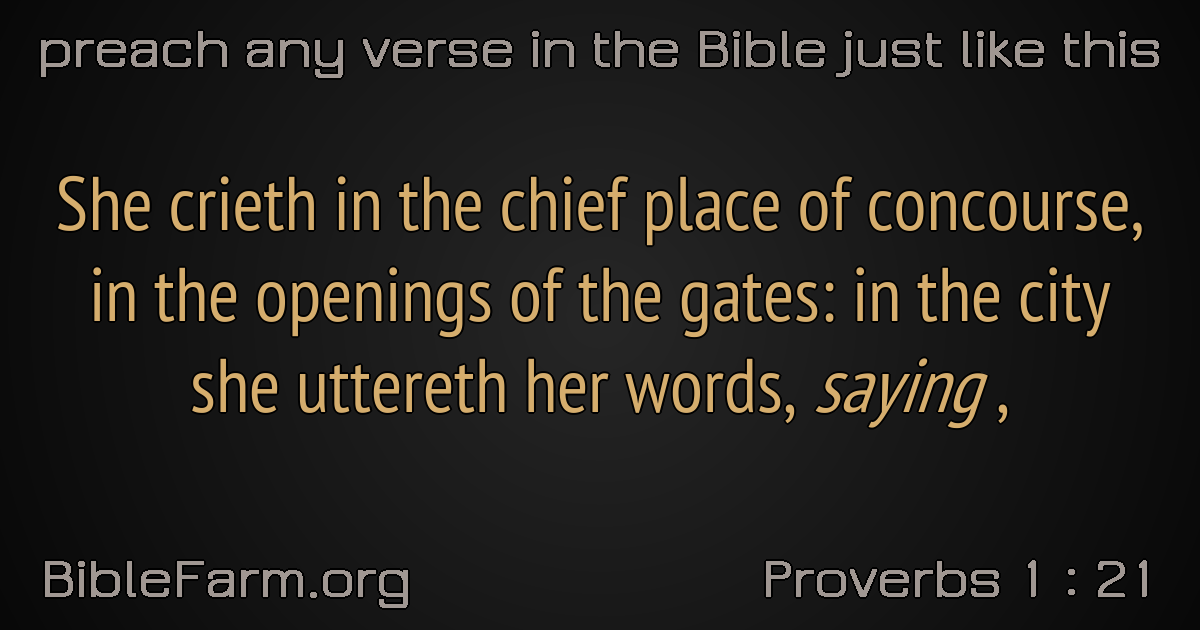 preach any verse in the Bible just like this
She crieth in the chief place of concourse,
in the openings of the gates: in the city
she uttereth her words, saying ,
BibleFarm.org
Proverbs 1 : 21